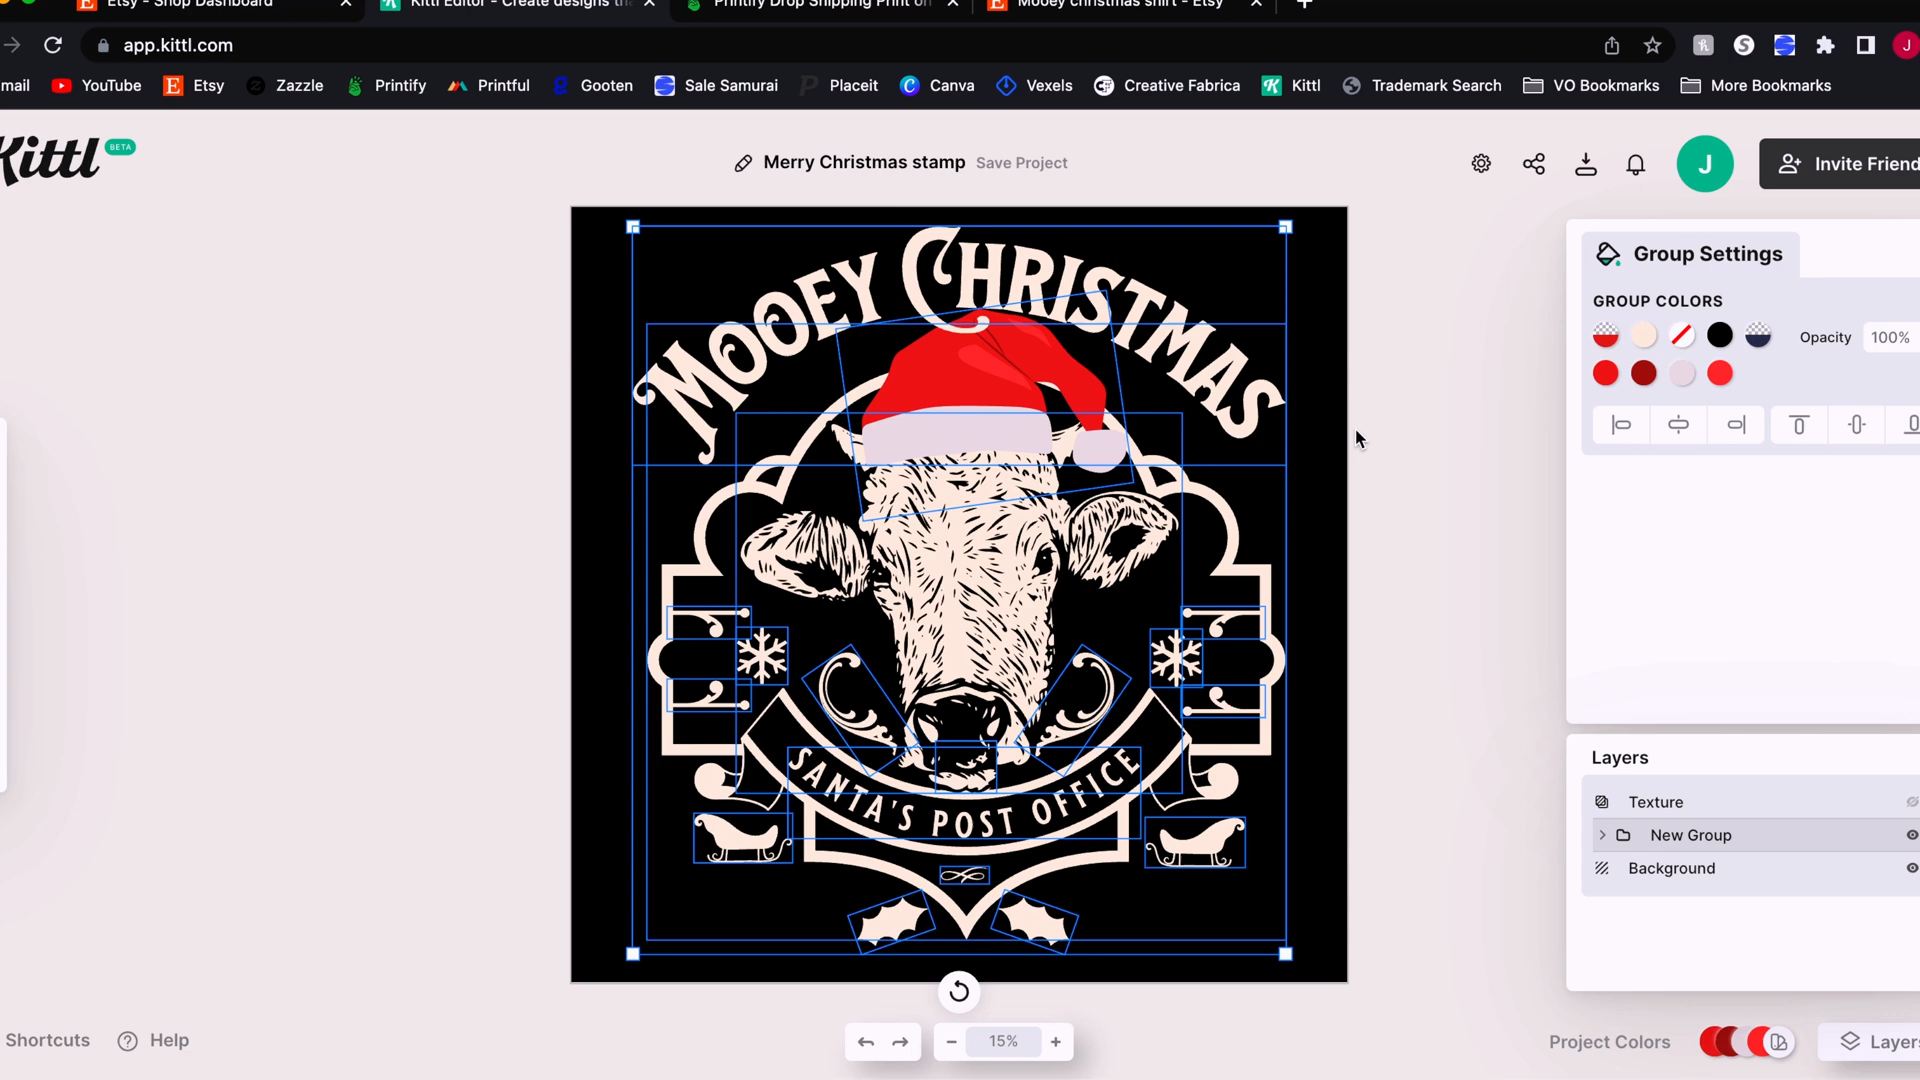 Etsy - Shop Dashboard
Kittl Editor - Create designs th
Printify Drop Shipping Print on
Mooey christmas shirt - Etsy
app.kittl.com
J
mail
YouTube
Etsy
Zazzle
Printify
Printful
Gooten
Sale Samurai
Placeit
Canva
Vexels
Creative Fabrica
Kittl
Trademark Search
VO Bookmarks
More Bookmarks
Kittl BETA
Merry Christmas stamp Save Project
J
Invite Friend
MOOEY CHRISTMAS
SANTA'S POST OFFICE
Group Settings
GROUP COLORS
Opacity 100%
Layers
Texture
New Group
Background
Shortcuts
Help
15%
Project Colors
Layers